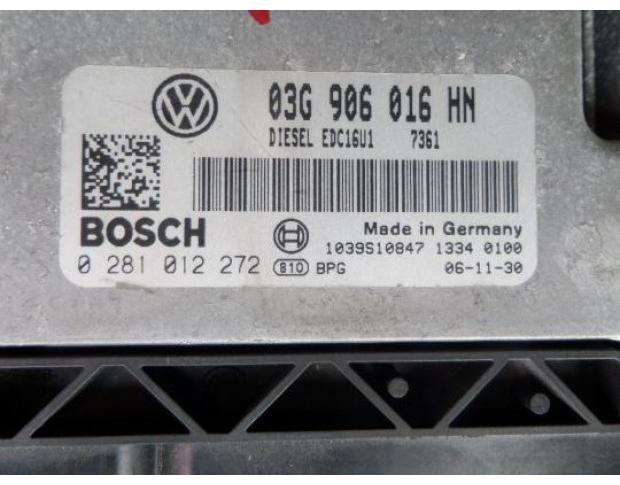 03G 906 016 HN
DIESEL EDC16U1 7361
BOSCH
Made in Germany
1039S10847 1334 0100
0 281 012 272 810 BPG 06-11-30